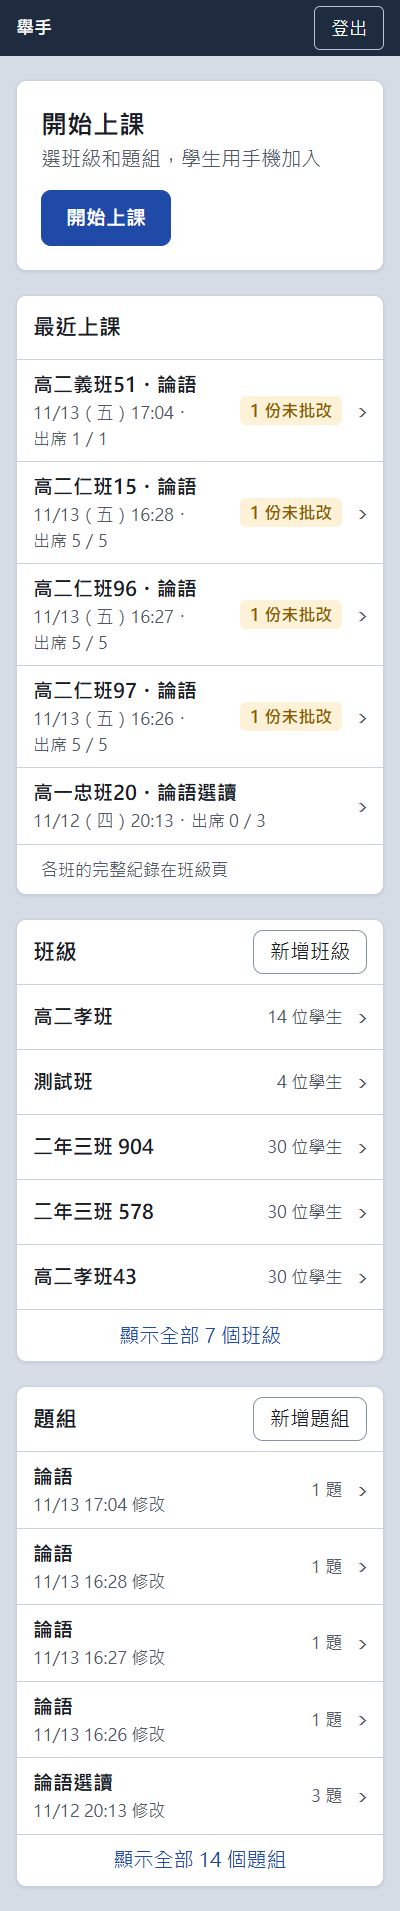 舉手
登出
開始上課
選班級和題組，學生用手機加入
開始上課
最近上課
高二義班51・論語
11/13（五）17:04・
出席 1 / 1
1 份未批改
高二仁班15・論語
11/13（五）16:28・
出席 5 / 5
1 份未批改
高二仁班96・論語
11/13（五）16:27・
出席 5 / 5
1 份未批改
高二仁班97・論語
11/13（五）16:26・
出席 5 / 5
1 份未批改
高一忠班20・論語選讀
11/12（四）20:13・出席 0 / 3
各班的完整紀錄在班級頁
班級
新增班級
高二孝班
14 位學生
測試班
4 位學生
二年三班 904
30 位學生
二年三班 578
30 位學生
高二孝班43
30 位學生
顯示全部 7 個班級
題組
新增題組
論語
11/13 17:04 修改
1 題
論語
11/13 16:28 修改
1 題
論語
11/13 16:27 修改
1 題
論語
11/13 16:26 修改
1 題
論語選讀
11/12 20:13 修改
3 題
顯示全部 14 個題組